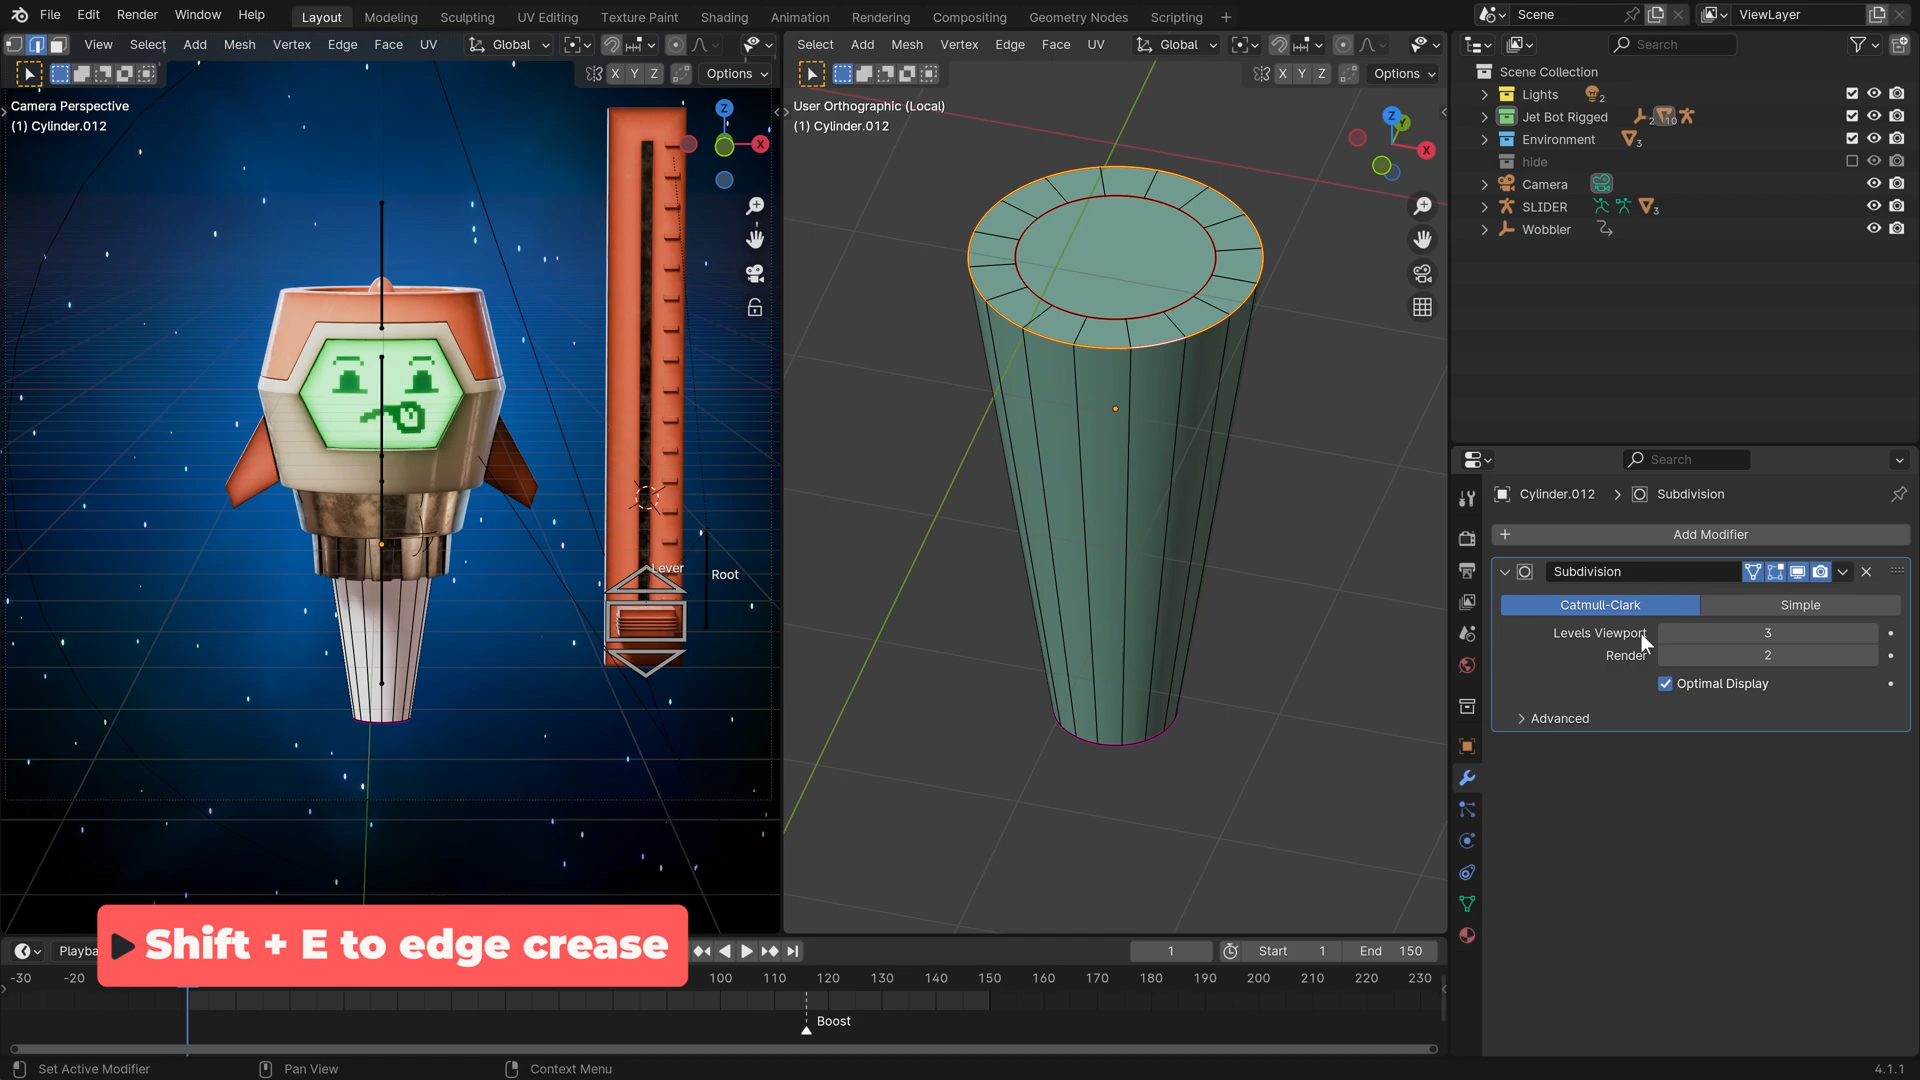 File Edit Render Window Help
Layout Modeling Sculpting UV Editing Texture Paint Shading Animation Rendering Compositing Geometry Nodes Scripting +
Scene
ViewLayer
View Select Add Mesh Vertex Edge Face UV Global
Select Add Mesh Vertex Edge Face UV Global
Search
X Y Z Options
X Y Z Options
Camera Perspective
(1) Cylinder.012
Z
X
User Orthographic (Local)
(1) Cylinder.012
Z
Y
X
Lever
Root
Scene Collection
Lights 2
Jet Bot Rigged 2 10
Environment 3
hide
Camera
SLIDER 3
Wobbler
Search
Cylinder.012 > Subdivision
+ Add Modifier
Subdivision
Catmull-Clark Simple
Levels Viewport 3
Render 2
Optimal Display
Advanced
Shift + E to edge crease
Playba
1 Start 1 End 150
-30 -20 100 110 120 130 140 150 160 170 180 190 200 210 220 230
Boost
Set Active Modifier Pan View Context Menu 4.1.1